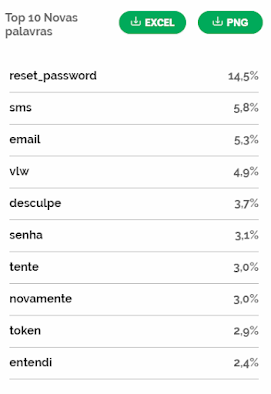 Top 10 Novas
palavras
EXCEL
PNG
reset_password 14,5%
sms 5,8%
email 5,3%
vlw 4,9%
desculpe 3,7%
senha 3,1%
tente 3,0%
novamente 3,0%
token 2,9%
entendi 2,4%